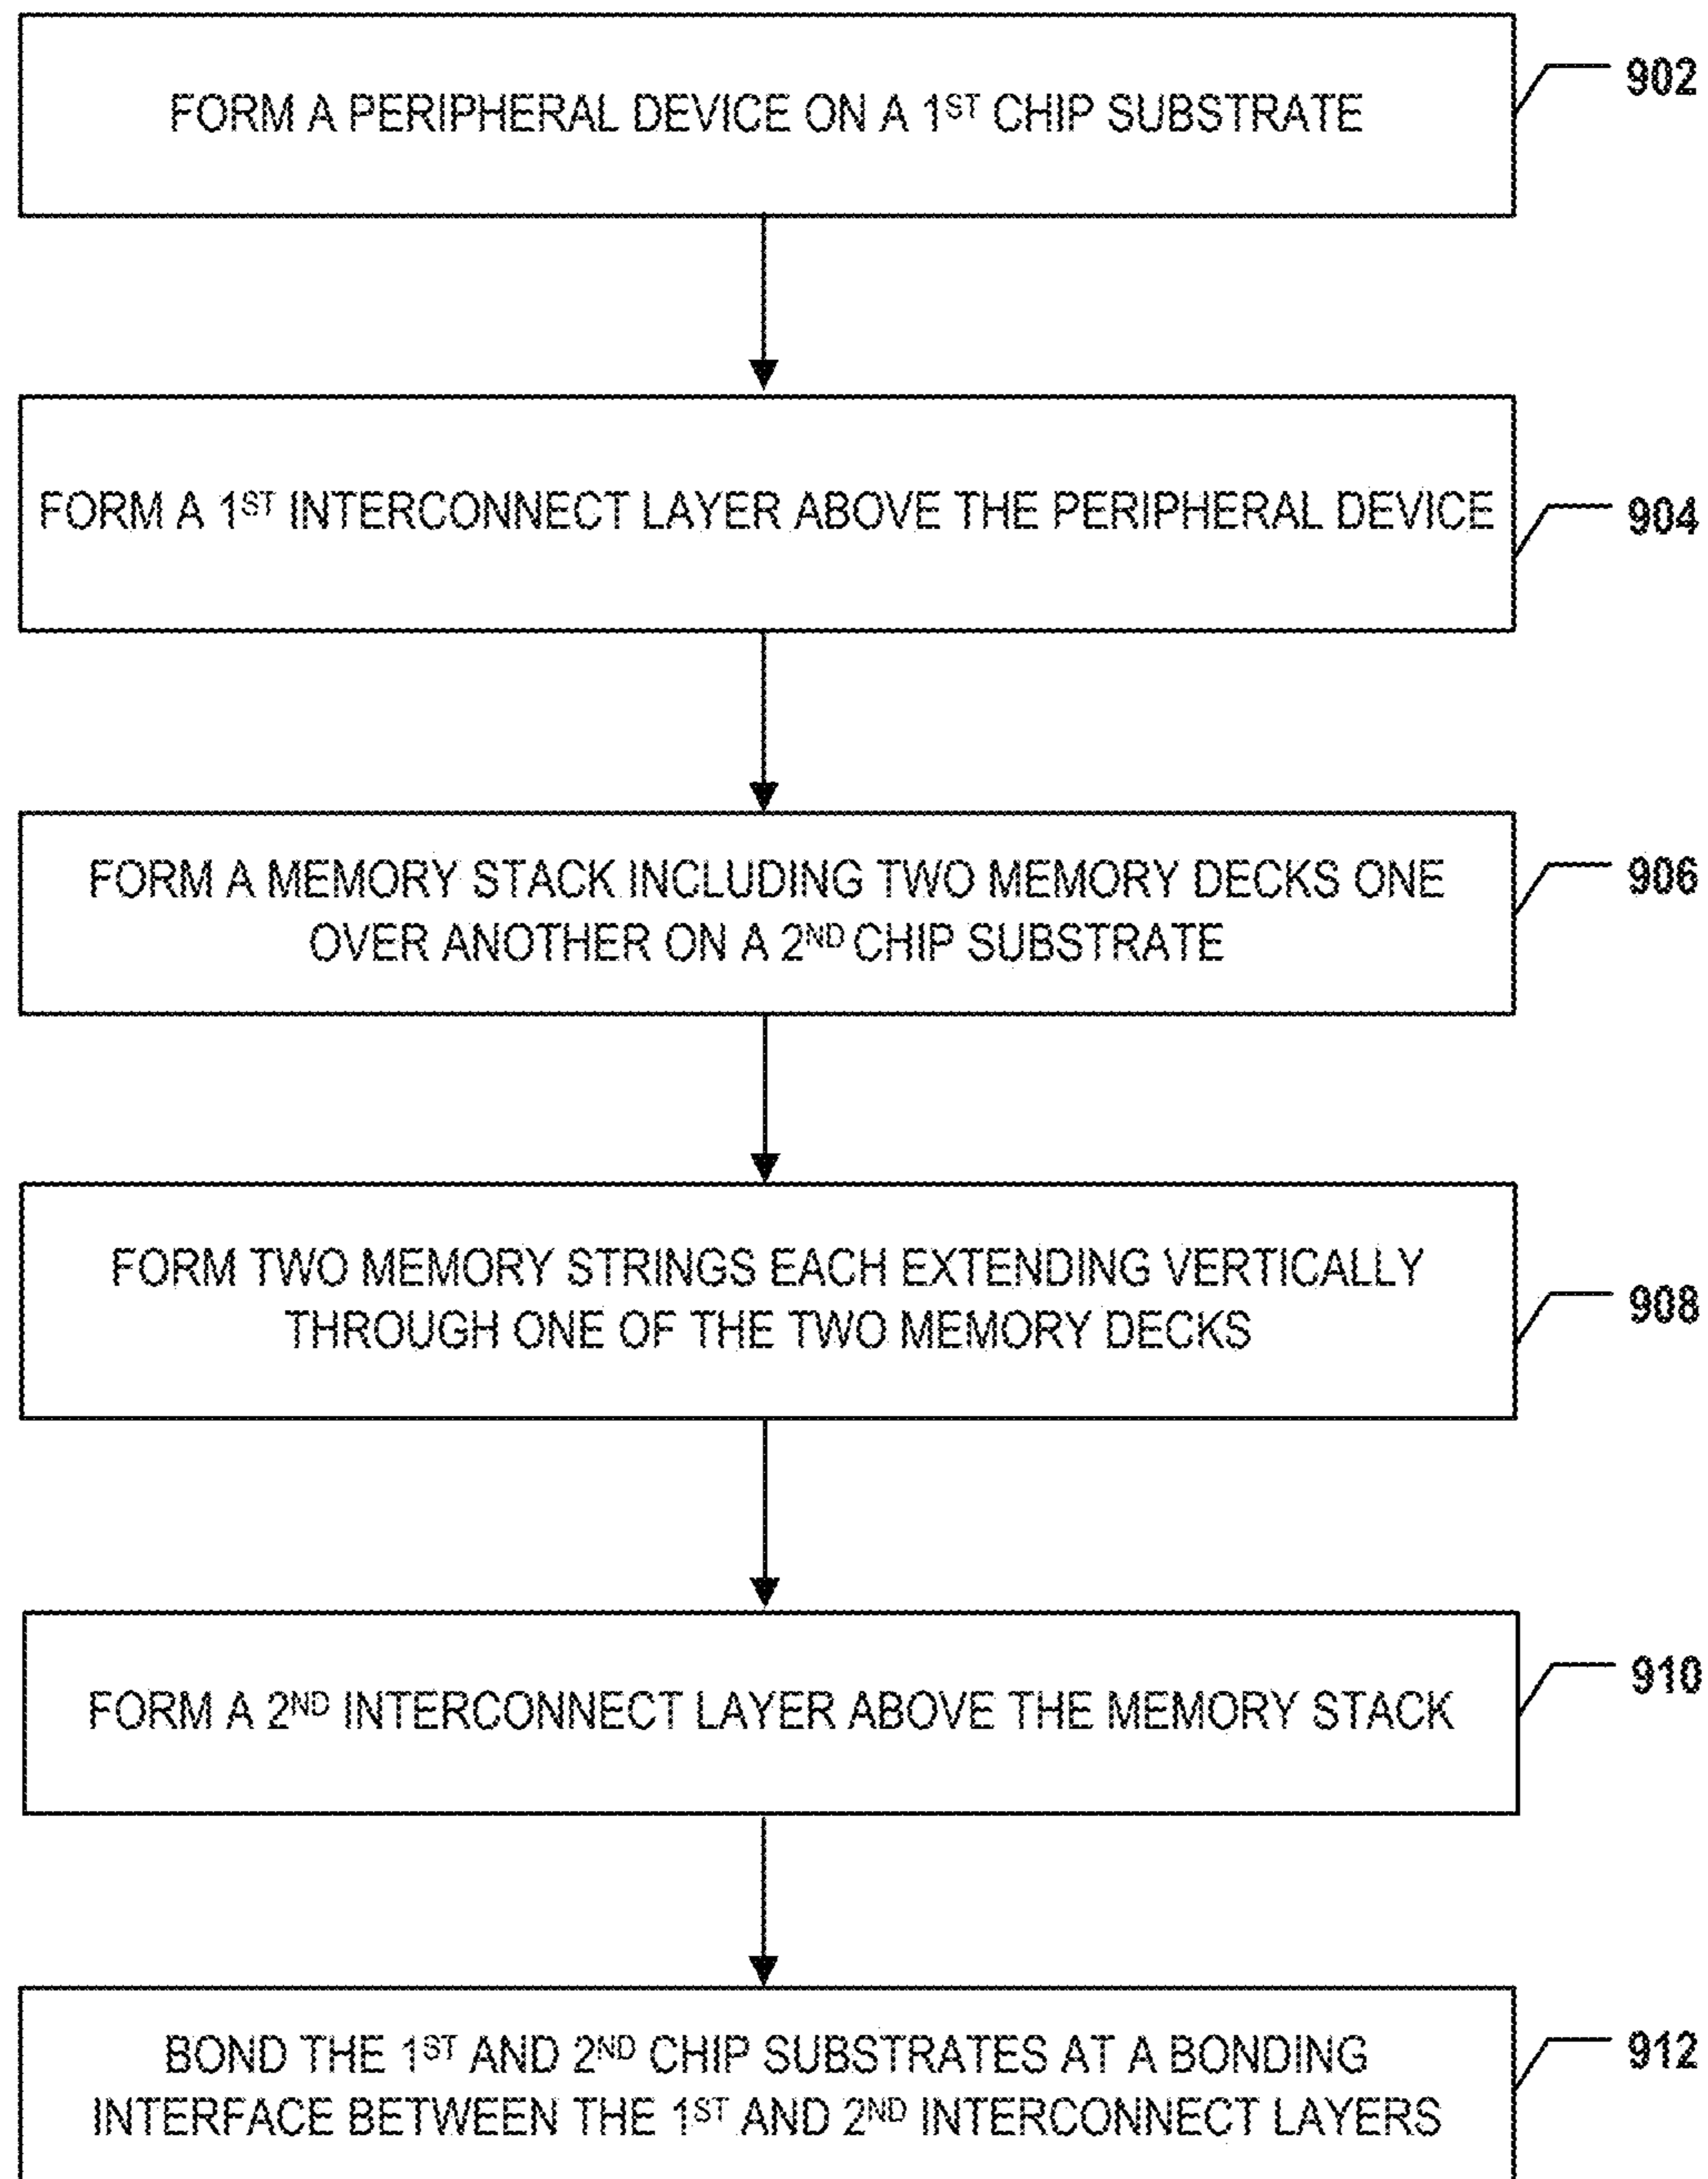 FORM A PERIPHERAL DEVICE ON A 1ST CHIP SUBSTRATE
902
FORM A 1ST INTERCONNECT LAYER ABOVE THE PERIPHERAL DEVICE
904
FORM A MEMORY STACK INCLUDING TWO MEMORY DECKS ONE
OVER ANOTHER ON A 2ND CHIP SUBSTRATE
906
FORM TWO MEMORY STRINGS EACH EXTENDING VERTICALLY
THROUGH ONE OF THE TWO MEMORY DECKS
908
FORM A 2ND INTERCONNECT LAYER ABOVE THE MEMORY STACK
910
BOND THE 1ST AND 2ND CHIP SUBSTRATES AT A BONDING
INTERFACE BETWEEN THE 1ST AND 2ND INTERCONNECT LAYERS
912